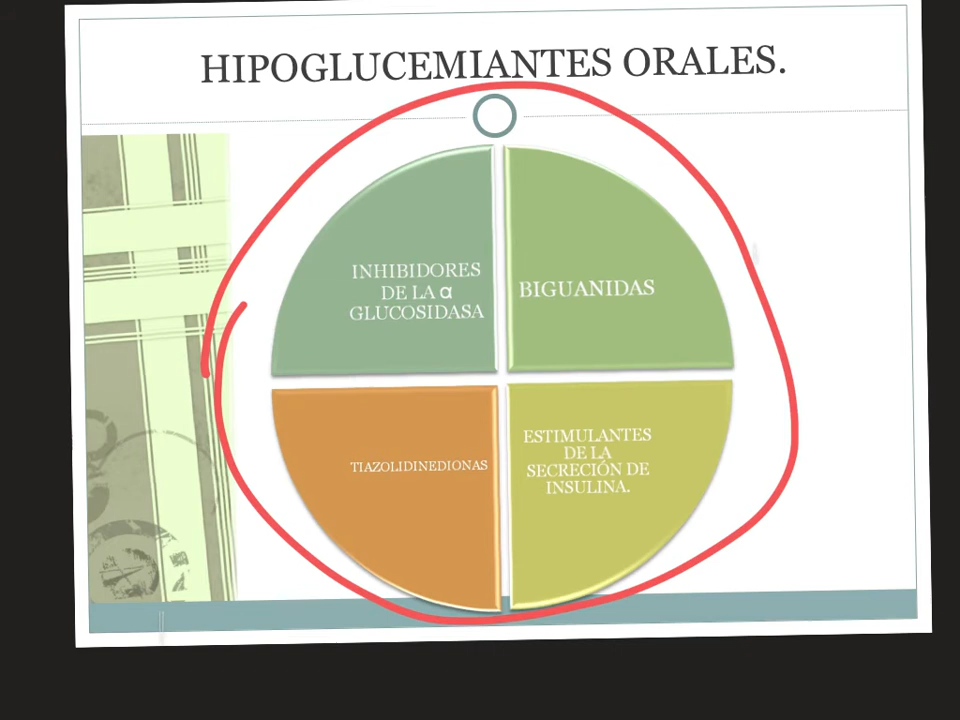 HIPOGLUCEMIANTES ORALES.
INHIBIDORES
DE LA α
GLUCOSIDASA
BIGUANIDAS
TIAZOLIDINEDIONAS
ESTIMULANTES
DE LA
SECRECIÓN DE
INSULINA.